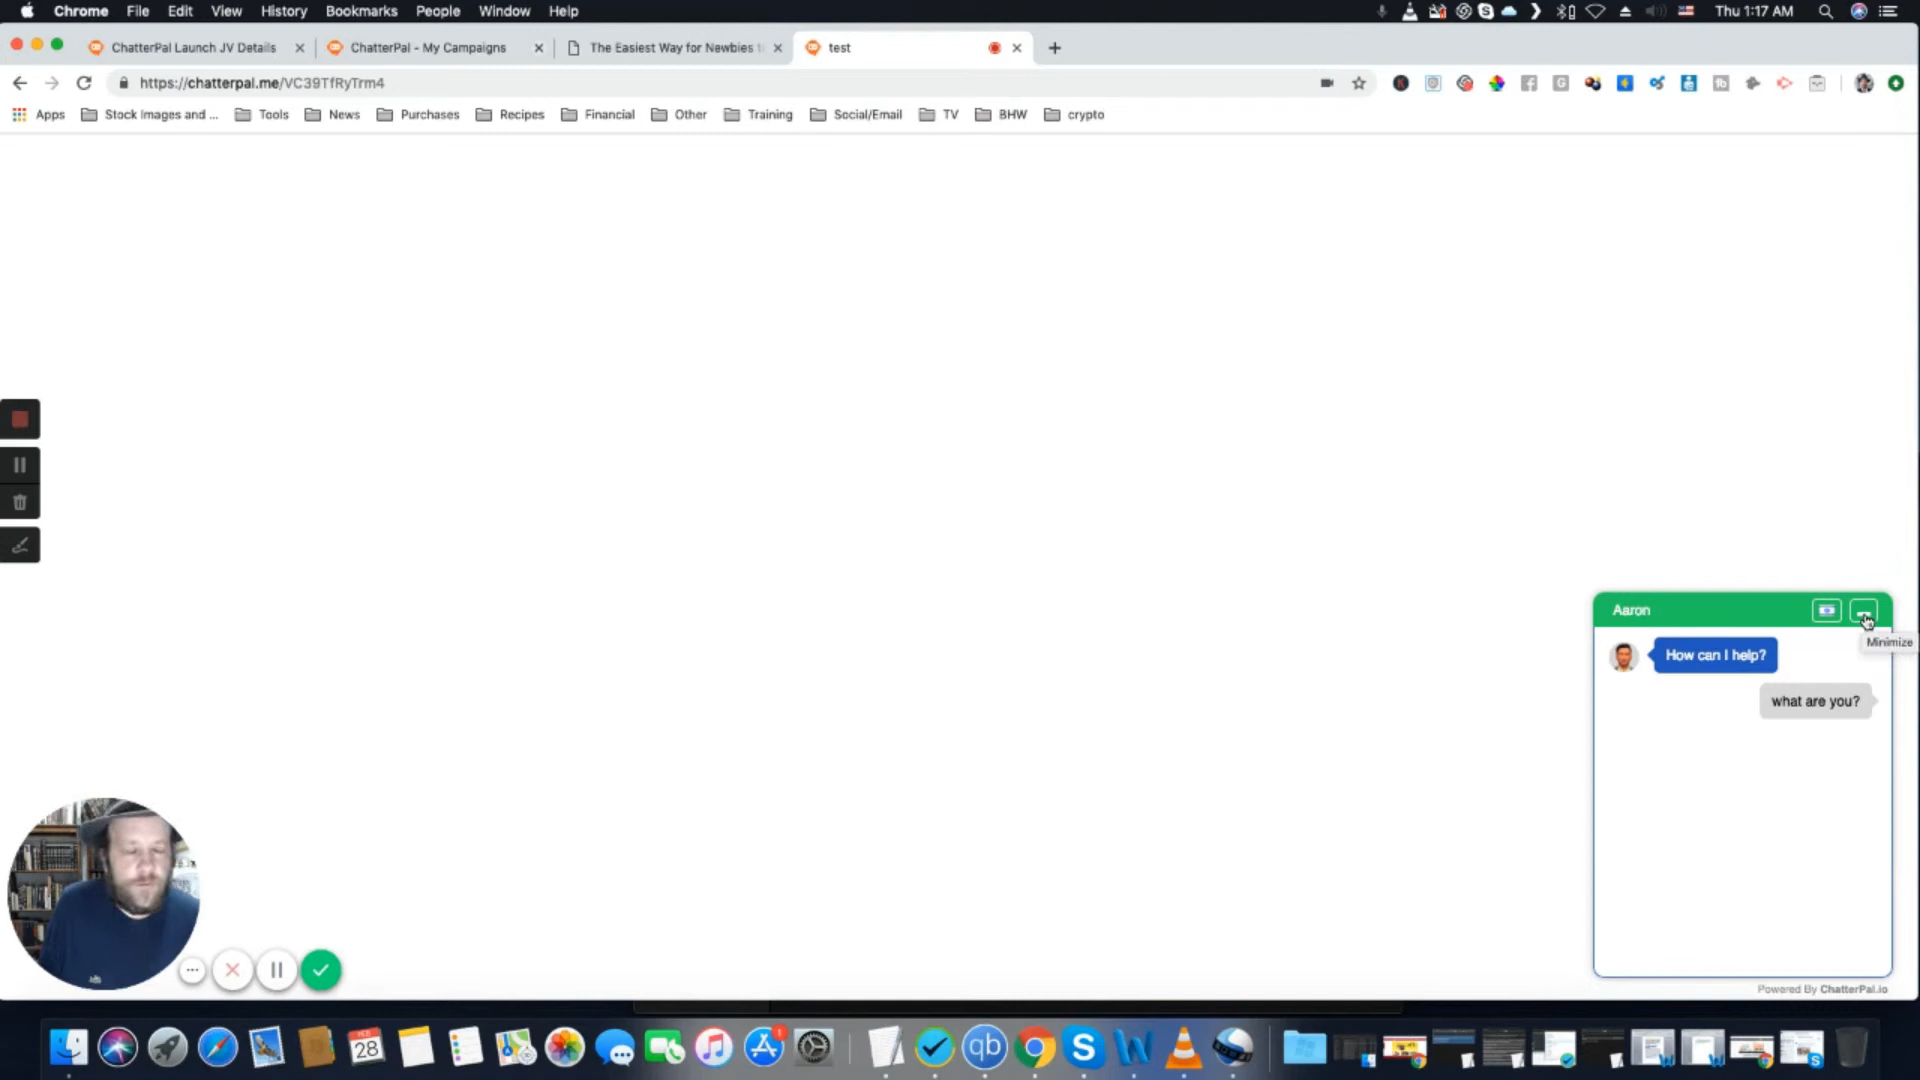 Chrome File Edit View History Bookmarks People Window Help Thu 1:17 AM
ChatterPal Launch JV Details ChatterPal - My Campaigns The Easiest Way for Newbies t test
https://chatterpal.me/VC39TfRyTrm4
Apps Stock Images and ... Tools News Purchases Recipes Financial Other Training Social/Email TV BHW crypto
Aaron
Minimize
How can I help?
what are you?
Powered By ChatterPal.io
FEB
28
1
qb